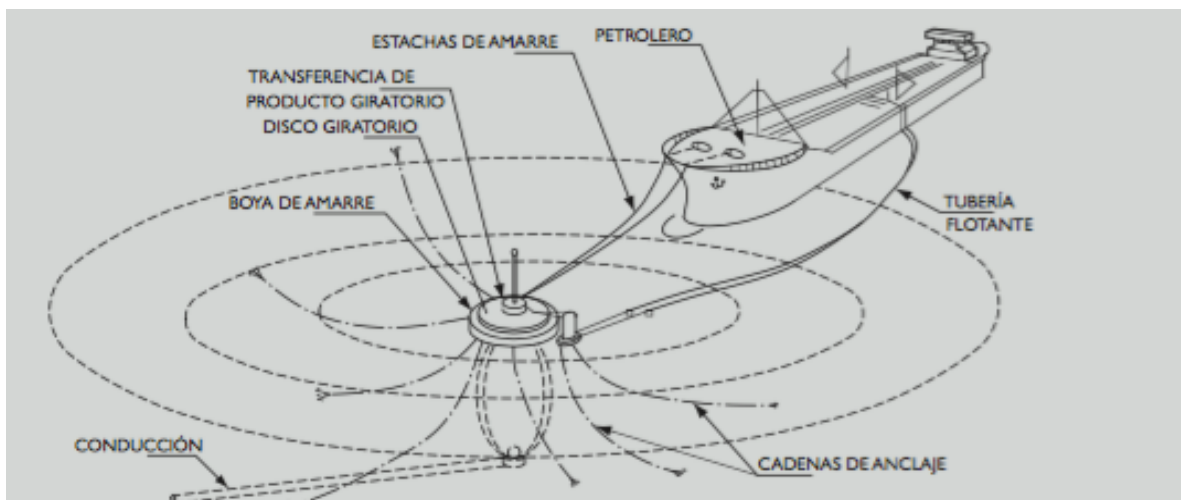 ESTACHAS DE AMARRE
PETROLERO
TRANSFERENCIA DE
PRODUCTO GIRATORIO
DISCO GIRATORIO
BOYA DE AMARRE
TUBERÍA
FLOTANTE
CONDUCCIÓN
CADENAS DE ANCLAJE